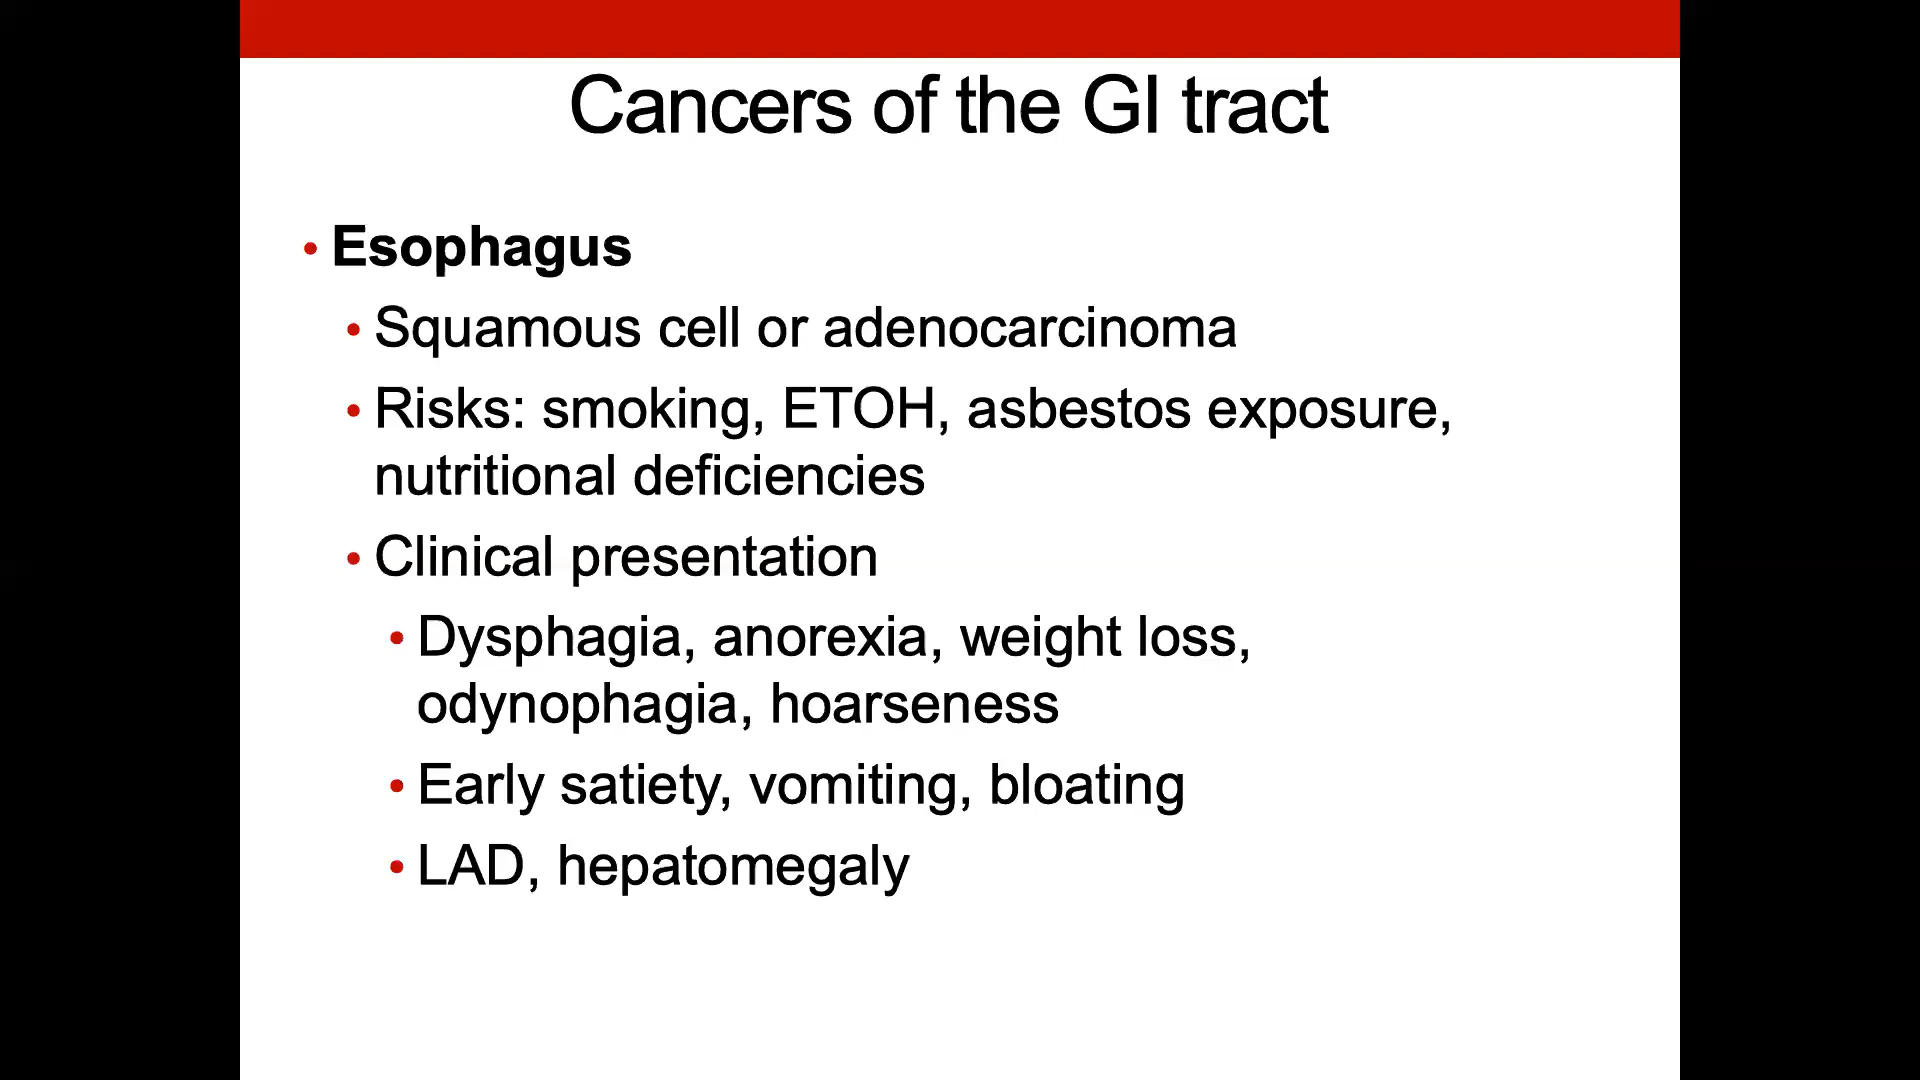 Cancers of the GI tract
• Esophagus
• Squamous cell or adenocarcinoma
• Risks: smoking, ETOH, asbestos exposure,
nutritional deficiencies
• Clinical presentation
• Dysphagia, anorexia, weight loss,
odynophagia, hoarseness
• Early satiety, vomiting, bloating
• LAD, hepatomegaly